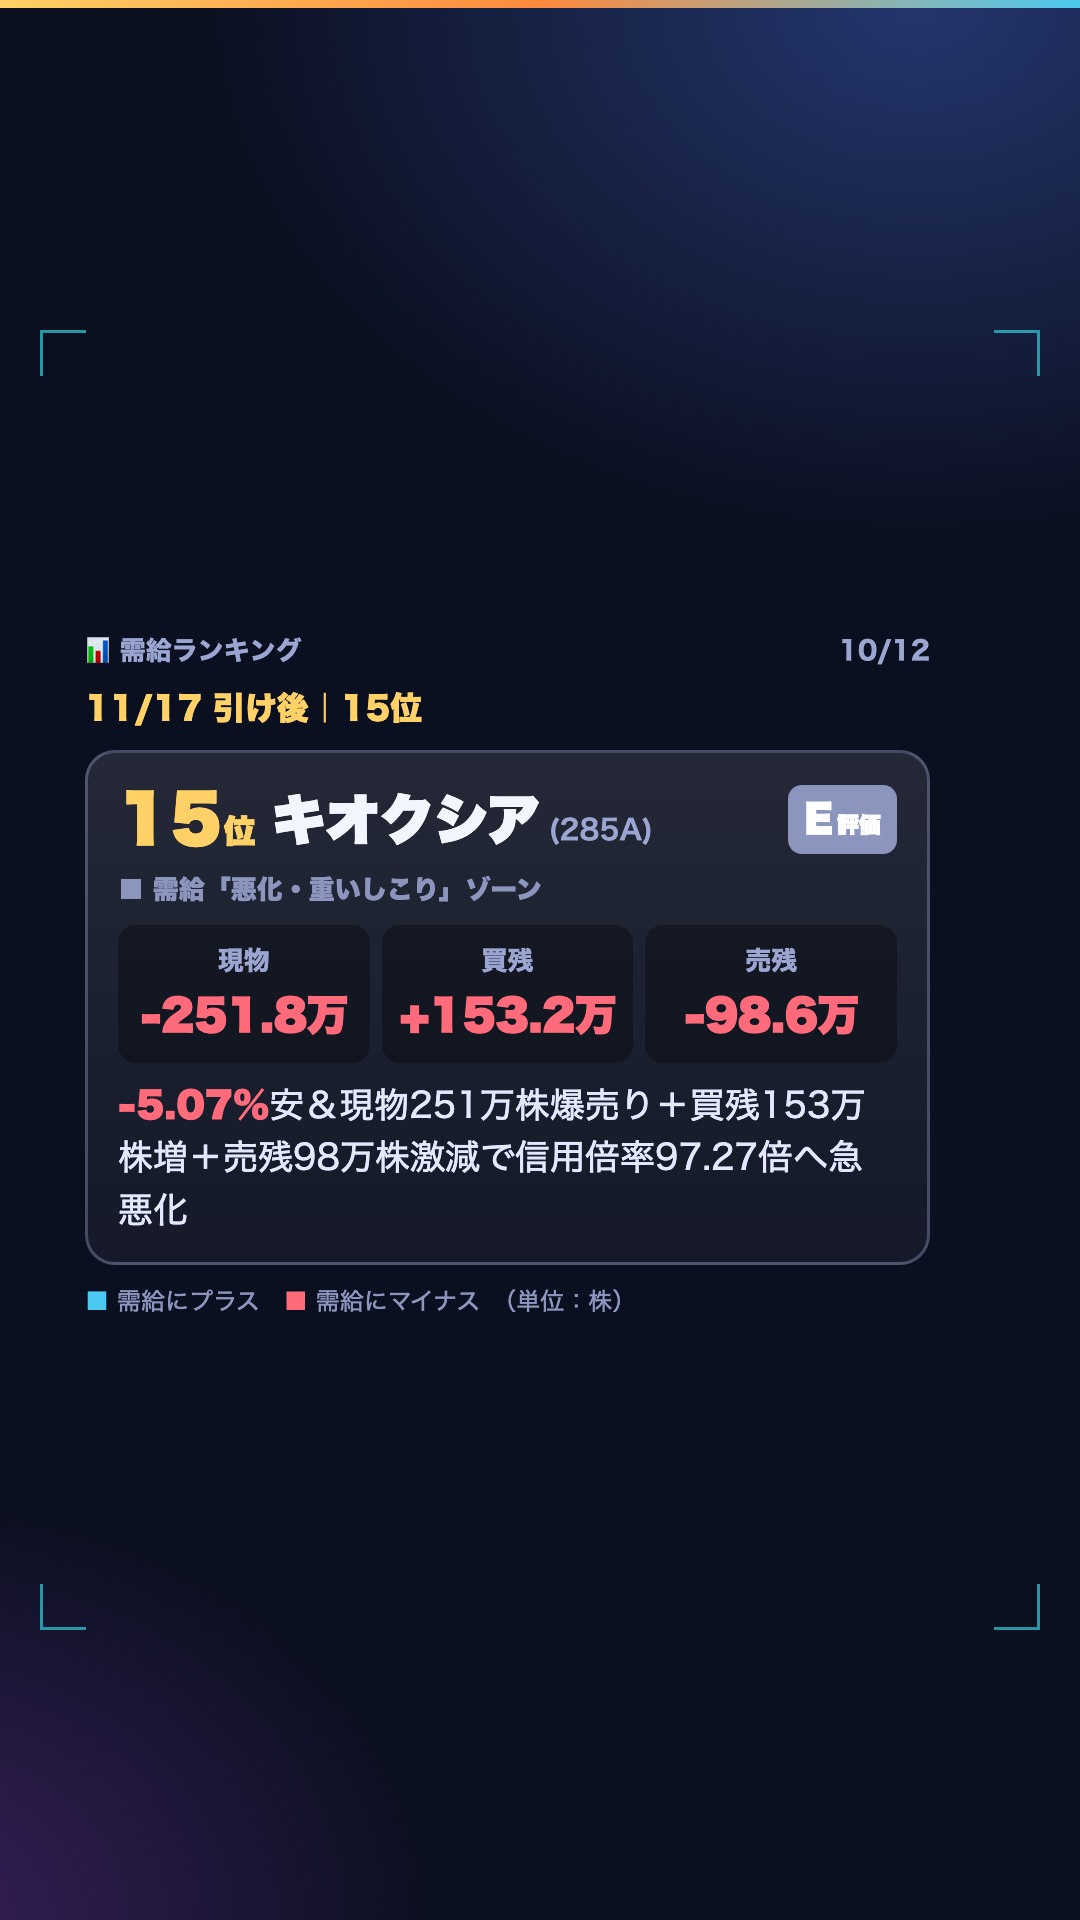 📊 需給ランキング 10/12
11/17 引け後｜15位
15位 キオクシア (285A) E評価
■ 需給「悪化・重いしこり」ゾーン
現物 買残 売残
-251.8万 +153.2万 -98.6万
-5.07%安＆現物251万株爆売り＋買残153万
株増＋売残98万株激減で信用倍率97.27倍へ急
悪化
■ 需給にプラス ■ 需給にマイナス （単位：株）